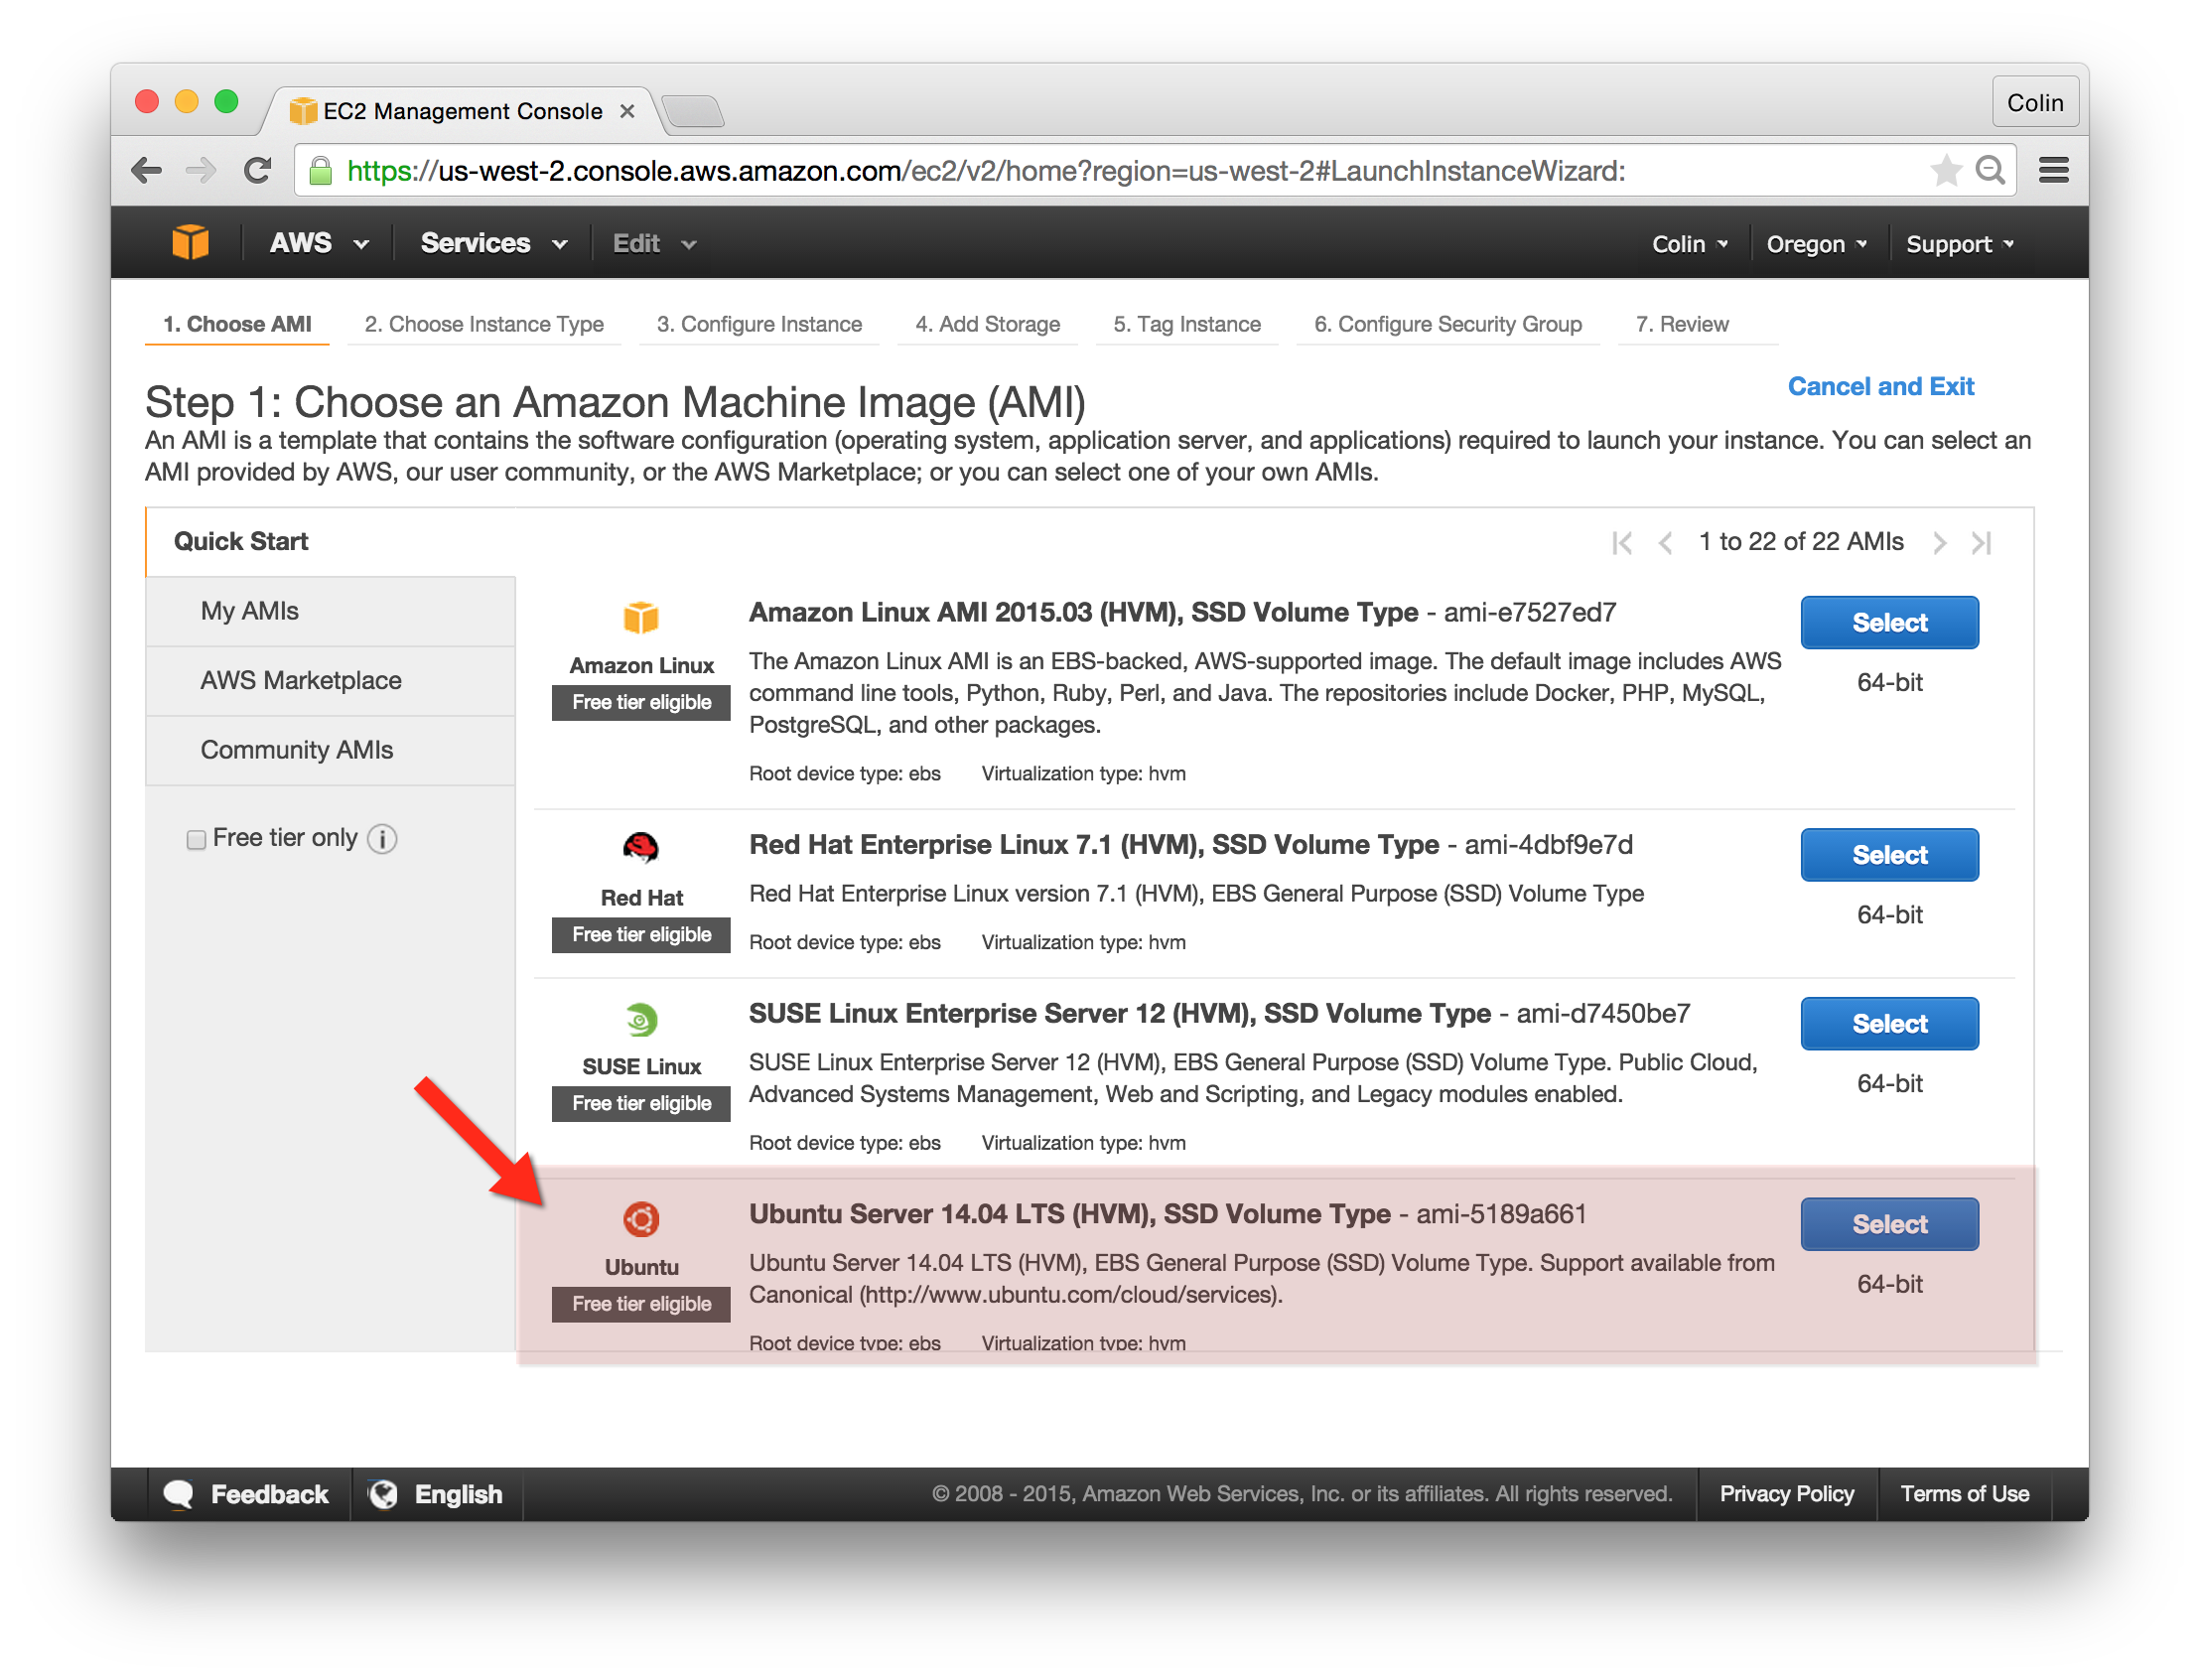 EC2 Management Console
Colin
https://us-west-2.console.aws.amazon.com/ec2/v2/home?region=us-west-2#LaunchInstanceWizard:
AWS Services Edit Colin Oregon Support
1. Choose AMI 2. Choose Instance Type 3. Configure Instance 4. Add Storage 5. Tag Instance 6. Configure Security Group 7. Review
Step 1: Choose an Amazon Machine Image (AMI)
Cancel and Exit
An AMI is a template that contains the software configuration (operating system, application server, and applications) required to launch your instance. You can select an
AMI provided by AWS, our user community, or the AWS Marketplace; or you can select one of your own AMIs.
Quick Start
My AMIs
AWS Marketplace
Community AMIs
Free tier only
1 to 22 of 22 AMIs
Amazon Linux
Free tier eligible
Amazon Linux AMI 2015.03 (HVM), SSD Volume Type - ami-e7527ed7
The Amazon Linux AMI is an EBS-backed, AWS-supported image. The default image includes AWS
command line tools, Python, Ruby, Perl, and Java. The repositories include Docker, PHP, MySQL,
PostgreSQL, and other packages.
Root device type: ebs Virtualization type: hvm
Select
64-bit
Red Hat
Free tier eligible
Red Hat Enterprise Linux 7.1 (HVM), SSD Volume Type - ami-4dbf9e7d
Red Hat Enterprise Linux version 7.1 (HVM), EBS General Purpose (SSD) Volume Type
Root device type: ebs Virtualization type: hvm
Select
64-bit
SUSE Linux
Free tier eligible
SUSE Linux Enterprise Server 12 (HVM), SSD Volume Type - ami-d7450be7
SUSE Linux Enterprise Server 12 (HVM), EBS General Purpose (SSD) Volume Type. Public Cloud,
Advanced Systems Management, Web and Scripting, and Legacy modules enabled.
Root device type: ebs Virtualization type: hvm
Select
64-bit
Ubuntu
Free tier eligible
Ubuntu Server 14.04 LTS (HVM), SSD Volume Type - ami-5189a661
Ubuntu Server 14.04 LTS (HVM), EBS General Purpose (SSD) Volume Type. Support available from
Canonical (http://www.ubuntu.com/cloud/services).
Root device type: ebs Virtualization type: hvm
Select
64-bit
Feedback English © 2008 - 2015, Amazon Web Services, Inc. or its affiliates. All rights reserved. Privacy Policy Terms of Use